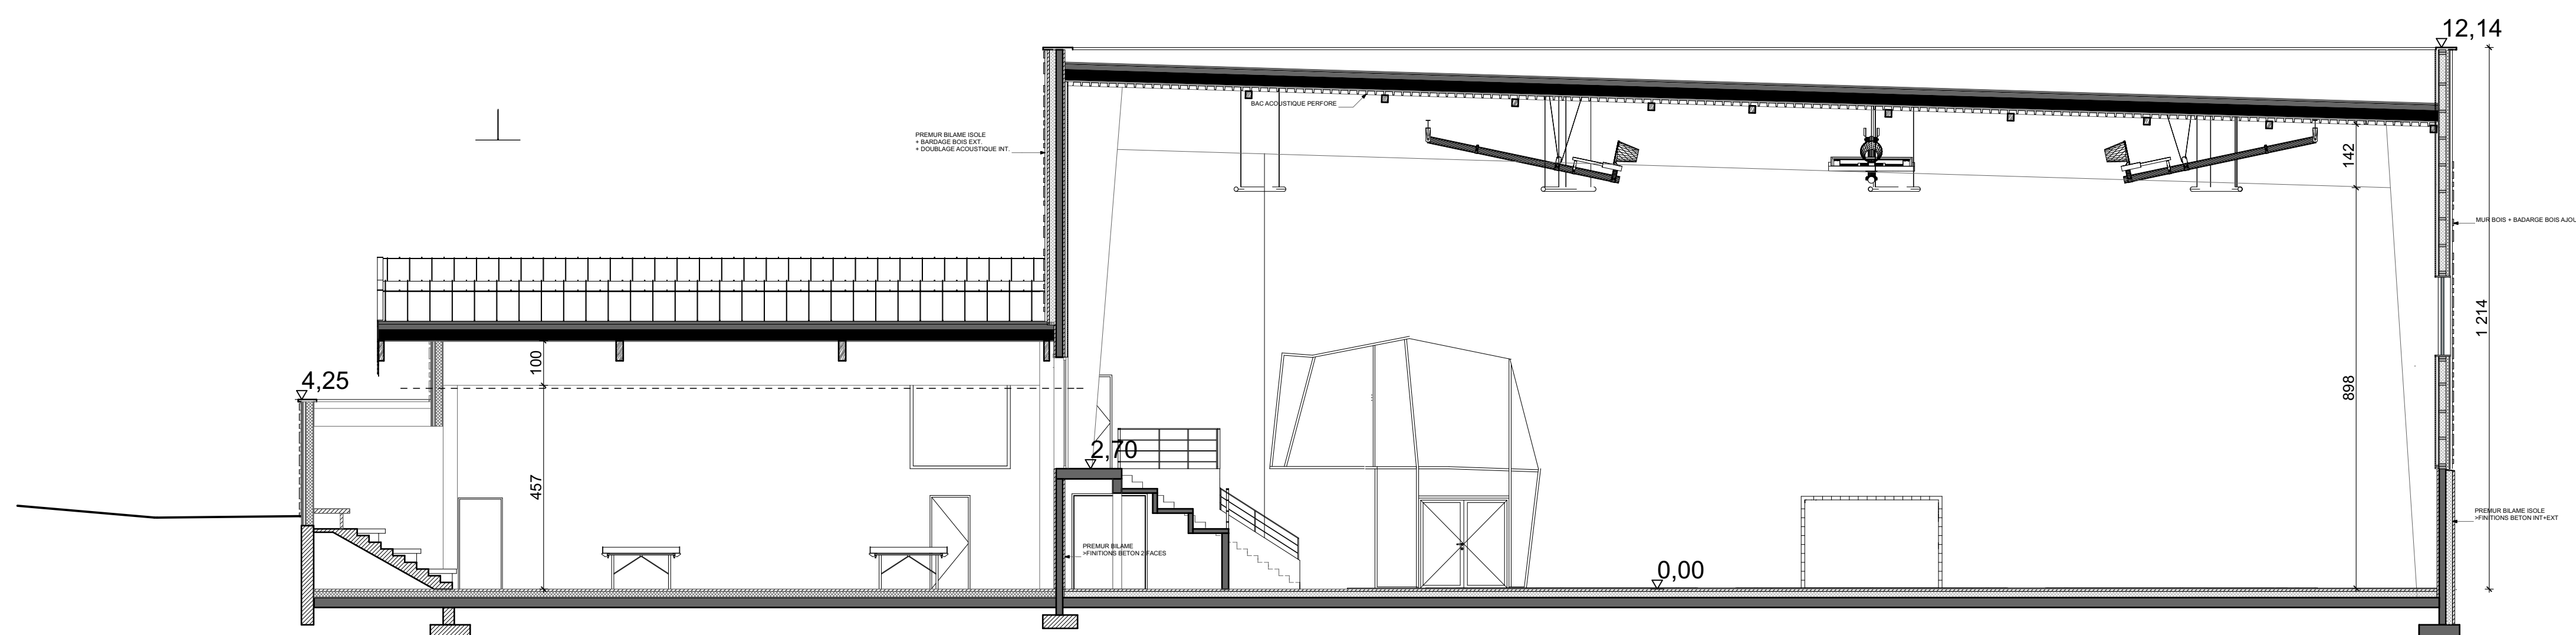 12,14
BAC ACOUSTIQUE PERFORE
PREMUR BILAME ISOLE
+ BARDAGE BOIS EXT.
+ DOUBLAGE ACOUSTIQUE INT.
142
MUR BOIS + BADARGE BOIS AJOU
1 214
100
4,25
898
2,70
457
PREMUR BILAME ISOLE
>FINITIONS BETON INT+EXT
PREMUR BILAME
>FINITIONS BETON 2 FACES
0,00